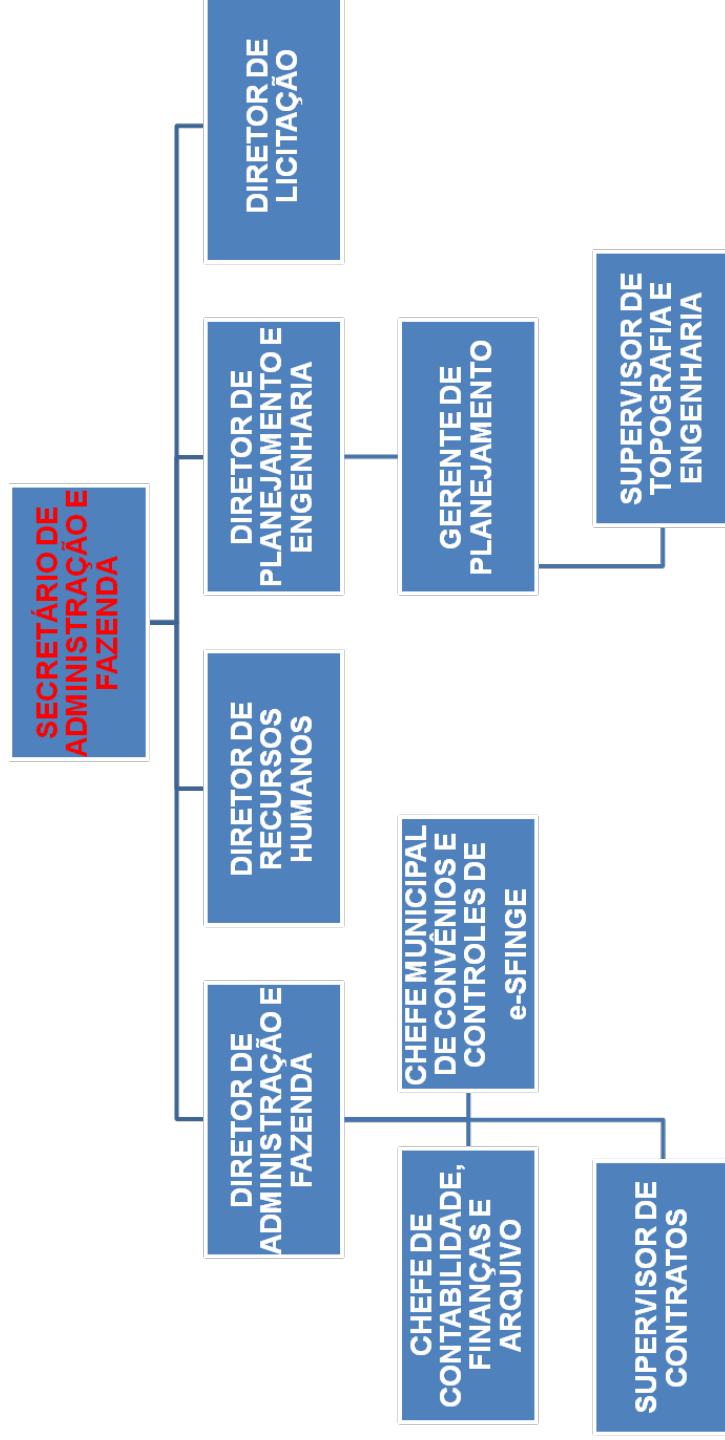 SECRETÁRIO DE
ADMINISTRAÇÃO E
FAZENDA
DIRETOR DE
ADMINISTRAÇÃO E
FAZENDA
DIRETOR DE
RECURSOS
HUMANOS
DIRETOR DE
PLANEJAMENTO E
ENGENHARIA
DIRETOR DE
LICITAÇÃO
CHEFE DE
CONTABILIDADE,
FINANÇAS E
ARQUIVO
CHEFE MUNICIPAL
DE CONVÊNIOS E
CONTROLES DE
e-SFINGE
GERENTE DE
PLANEJAMENTO
SUPERVISOR DE
CONTRATOS
SUPERVISOR DE
TOPOGRAFIA E
ENGENHARIA